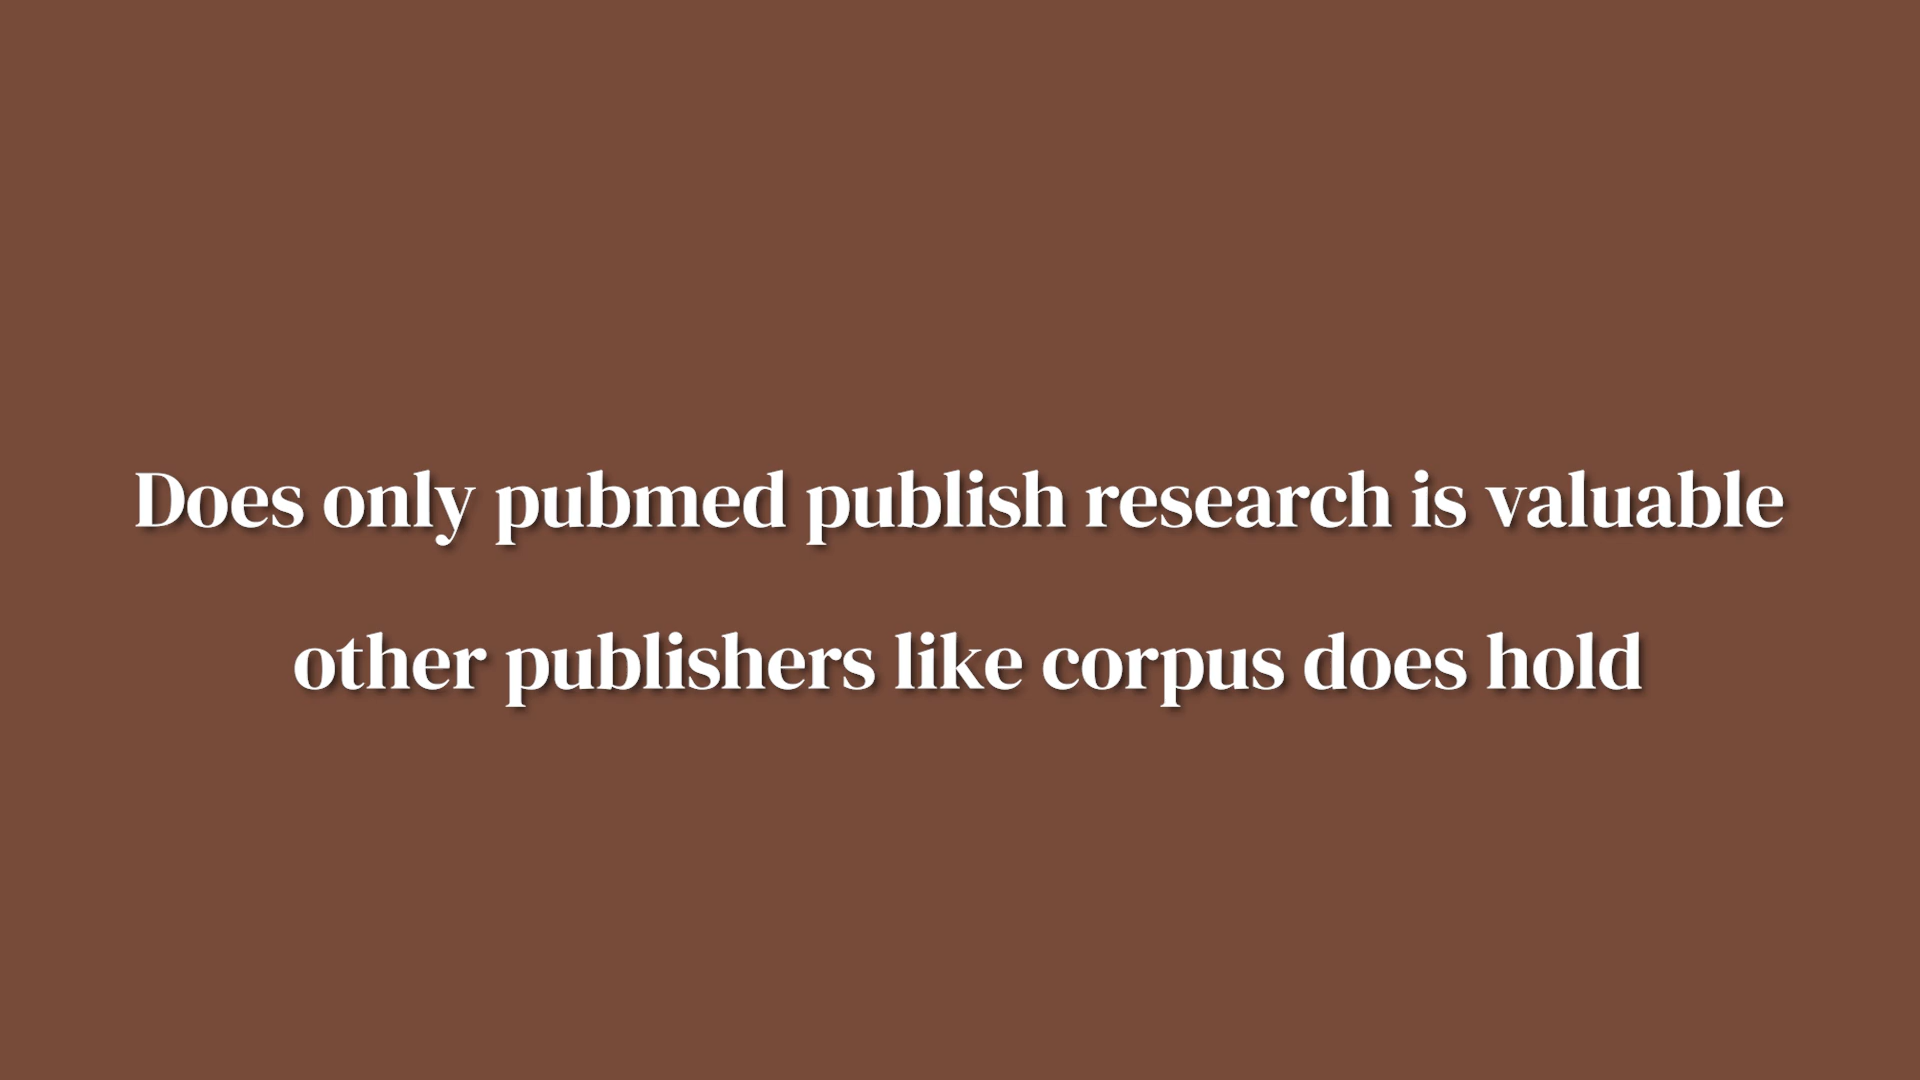 Does only pubmed publish research is valuable
other publishers like corpus does hold